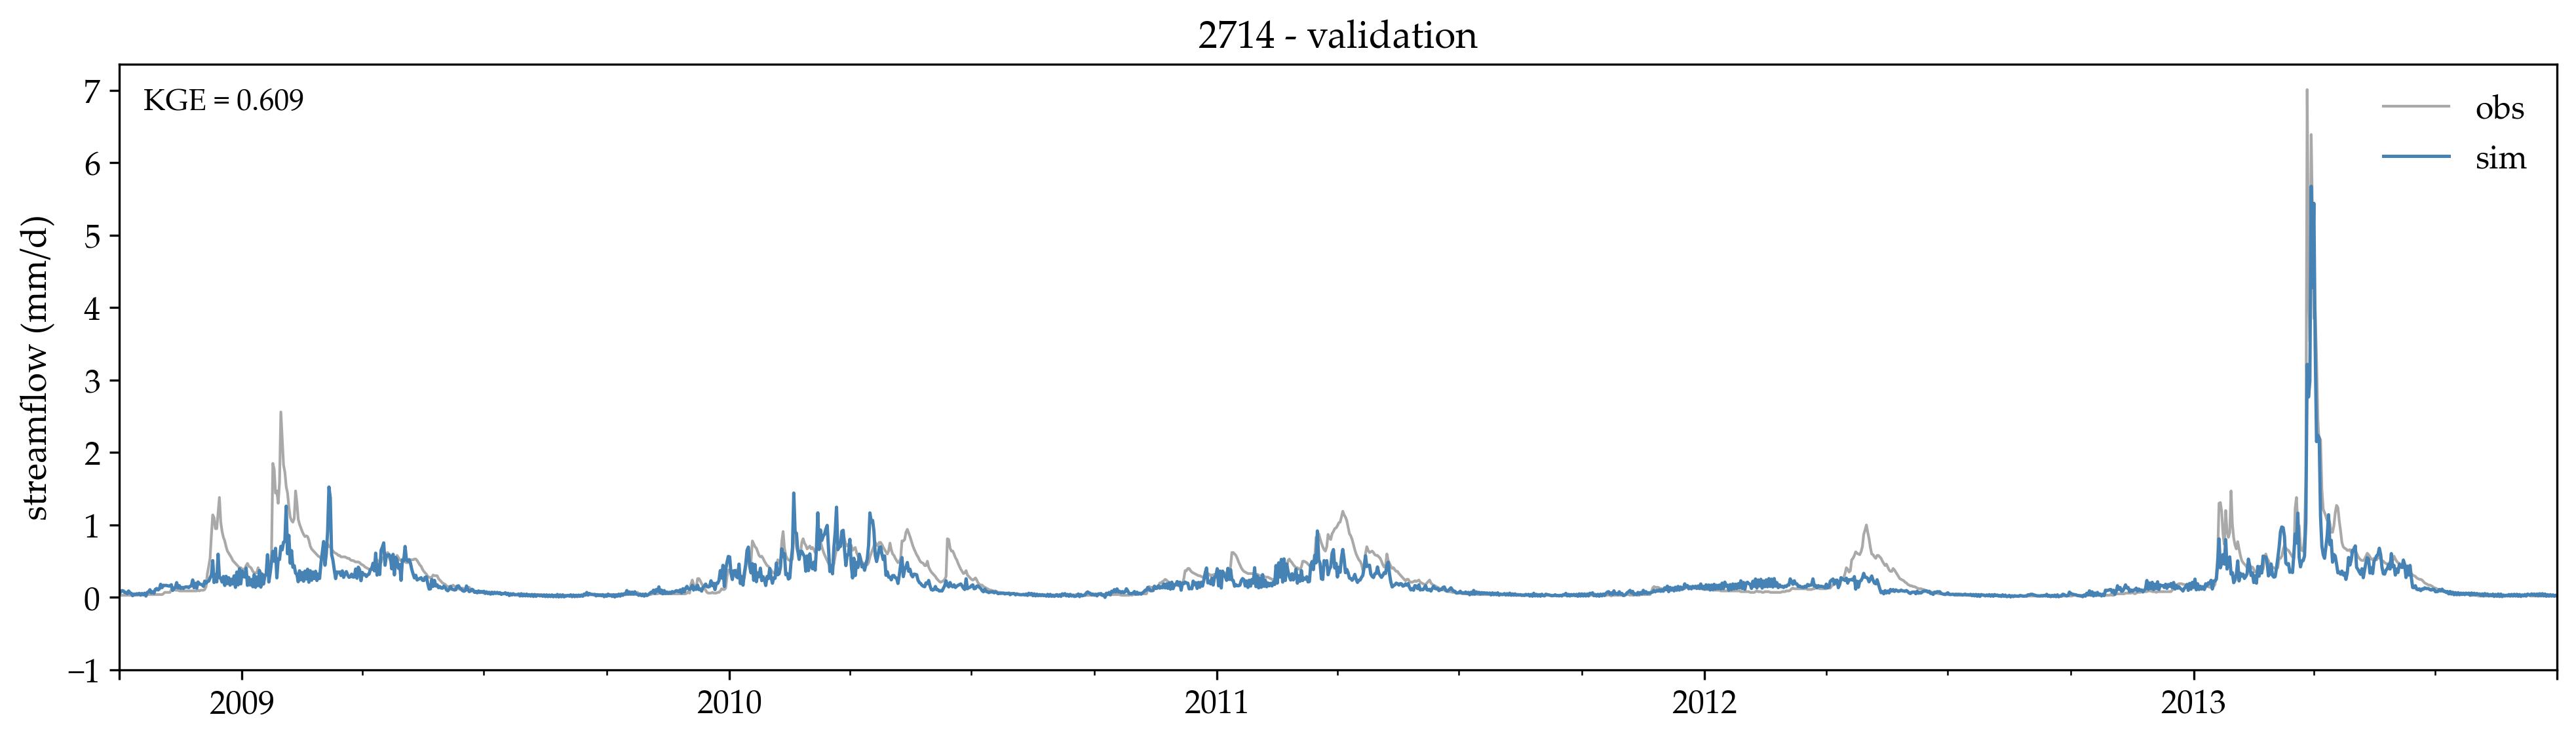 2714 - validation
KGE = 0.609
obs
sim
streamflow (mm/d)
7
6
5
4
3
2
1
0
−1
2009
2010
2011
2012
2013